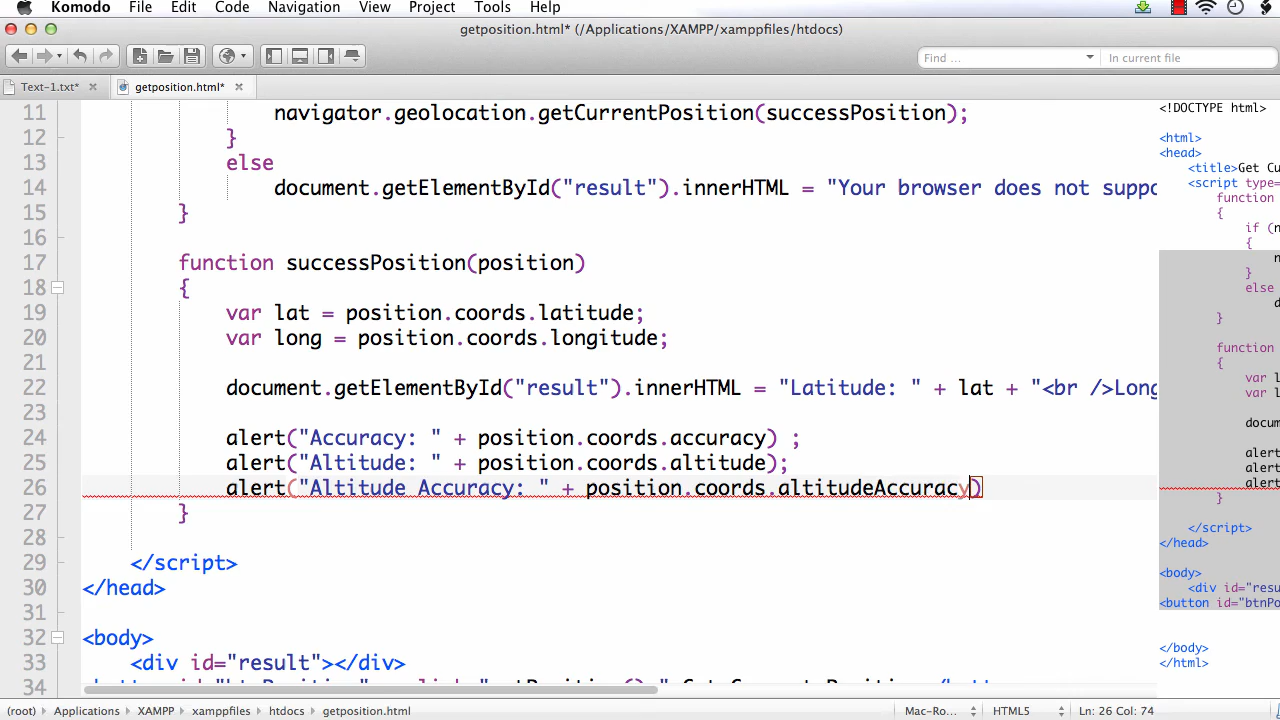 Komodo File Edit Code Navigation View Project Tools Help
getposition.html* (/Applications/XAMPP/xamppfiles/htdocs)
Find ... In current file
Text-1.txt* getposition.html*
11 navigator.geolocation.getCurrentPosition(successPosition);
12 }
13 else
14 document.getElementById("result").innerHTML = "Your browser does not suppo
15 }
16
17 function successPosition(position)
18 {
19 var lat = position.coords.latitude;
20 var long = position.coords.longitude;
21
22 document.getElementById("result").innerHTML = "Latitude: " + lat + "<br />Long
23
24 alert("Accuracy: " + position.coords.accuracy) ;
25 alert("Altitude: " + position.coords.altitude);
26 alert("Altitude Accuracy: " + position.coords.altitudeAccuracy)
27 }
28
29 </script>
30 </head>
31
32 <body>
33 <div id="result"></div>
34
<!DOCTYPE html>
<html>
<head>
<title>Get Cu
<script type=
function
{
if (n
{
n
}
else
d
}
function
{
var l
var l
docum
alert
alert
alert
}
</script>
</head>
<body>
<div id="resu
<button id="btnPo
</body>
</html>
(root) Applications XAMPP xamppfiles htdocs getposition.html Mac-Ro... HTML5 Ln: 26 Col: 74